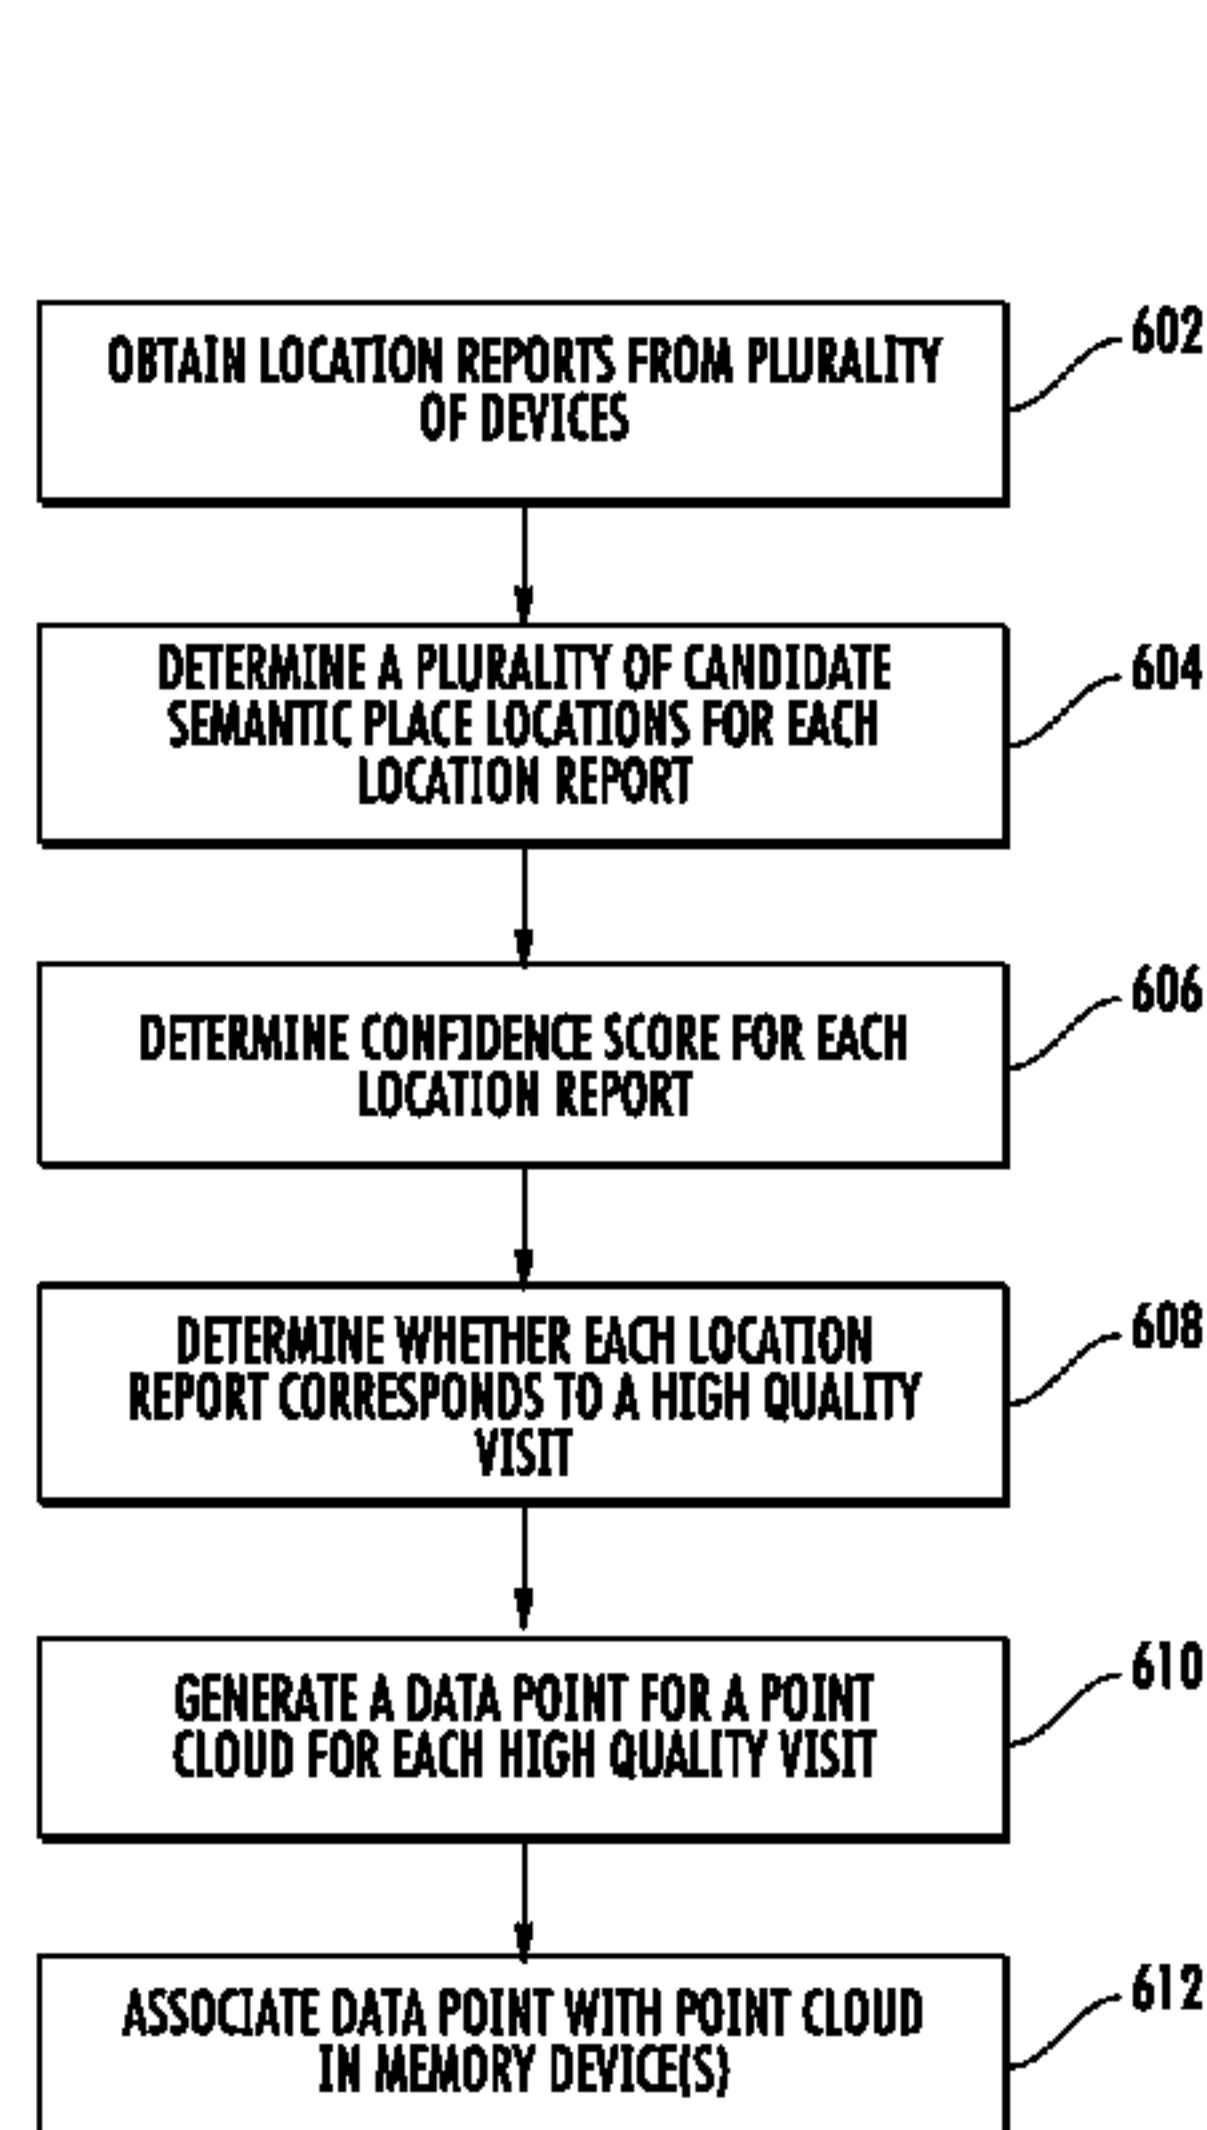 OBTAIN LOCATION REPORTS FROM PLURALITY
OF DEVICES
602
DETERMINE A PLURALITY OF CANDIDATE
SEMANTIC PLACE LOCATIONS FOR EACH
LOCATION REPORT
604
DETERMINE CONFIDENCE SCORE FOR EACH
LOCATION REPORT
606
DETERMINE WHETHER EACH LOCATION
REPORT CORRESPONDS TO A HIGH QUALITY
VISIT
608
GENERATE A DATA POINT FOR A POINT
CLOUD FOR EACH HIGH QUALITY VISIT
610
ASSOCIATE DATA POINT WITH POINT CLOUD
IN MEMORY DEVICE(S)
612